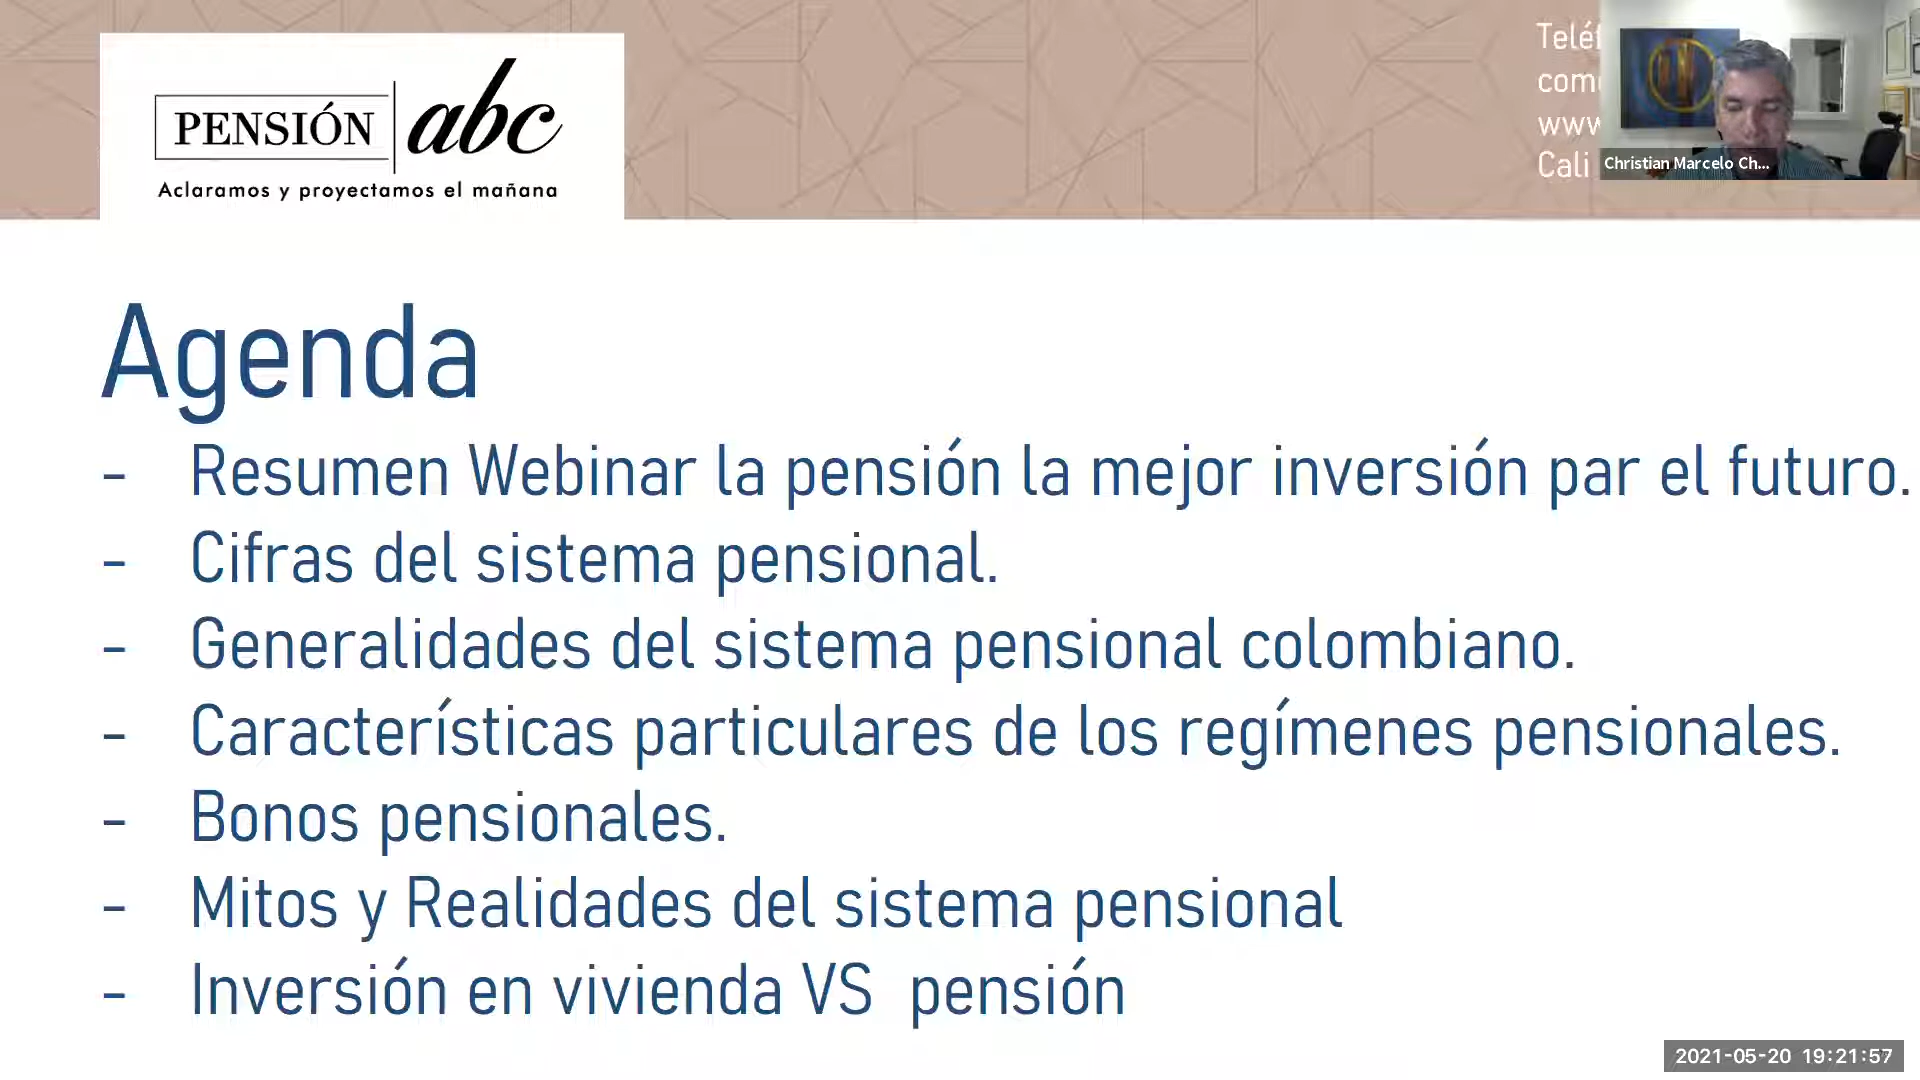 PENSIÓN abc
Aclaramos y proyectamos el mañana
Cali
Christian Marcelo Ch...
Agenda
- Resumen Webinar la pensión la mejor inversión par el futuro.
- Cifras del sistema pensional.
- Generalidades del sistema pensional colombiano.
- Características particulares de los regímenes pensionales.
- Bonos pensionales.
- Mitos y Realidades del sistema pensional
- Inversión en vivienda VS pensión
2021-05-20 19:21:57